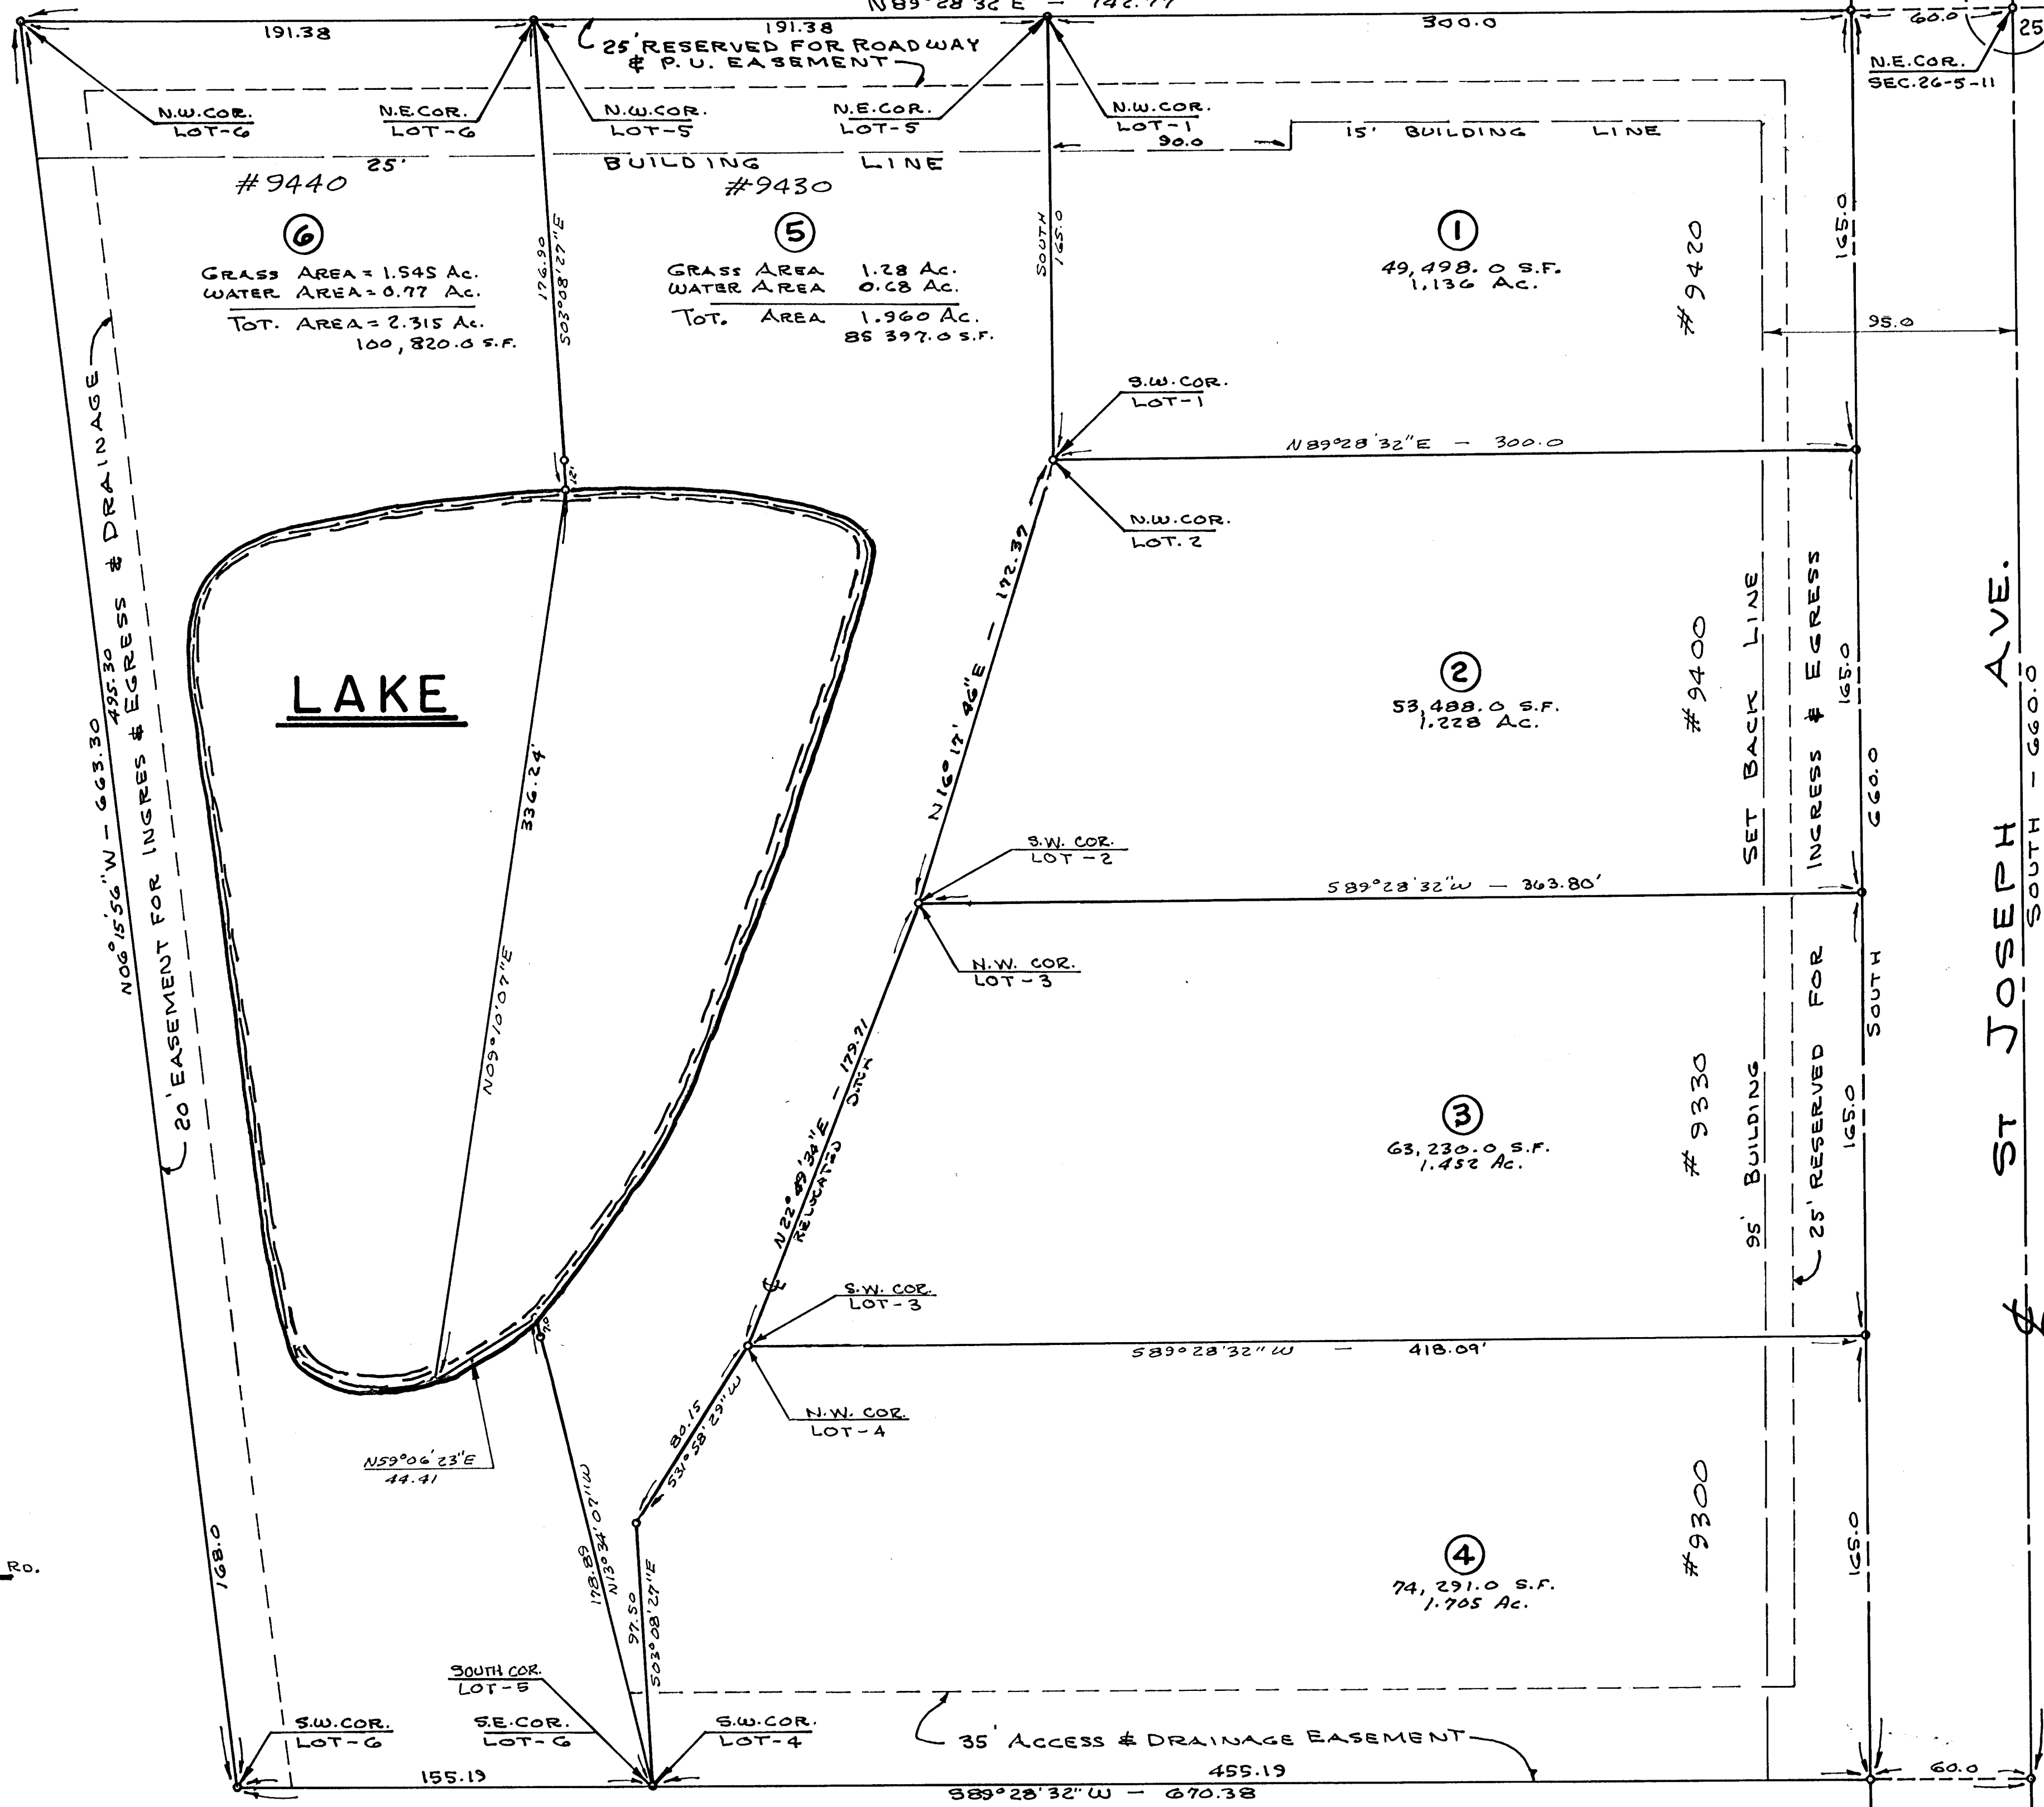 N89°28'32"E - 742.77
191.38
191.38
300.0
60.0
25
25' RESERVED FOR ROADWAY
& P.U. EASEMENT
N.E. COR.
SEC. 26-5-11
N.W. COR.
LOT-6
N.E. COR.
LOT-6
N.W. COR.
LOT-5
N.E. COR.
LOT-5
N.W. COR.
LOT-1
15' BUILDING LINE
90.0
25' BUILDING LINE
#9440
#9430
6
GRASS AREA = 1.545 Ac.
WATER AREA = 0.77 Ac.
TOT. AREA = 2.315 Ac.
100,820.0 S.F.
176.90
S03°08'27"E
5
GRASS AREA 1.28 Ac.
WATER AREA 0.68 Ac.
TOT. AREA 1.960 Ac.
85 397.0 S.F.
SOUTH
165.0
1
49,498.0 S.F.
1.136 Ac.
#9420
165.0
95.0
S.W. COR.
LOT-1
N89°28'32"E - 300.0
12'
N.W. COR.
LOT.2
N16°17'46"E - 172.39
2
53,488.0 S.F.
1.228 Ac.
#9400
165.0
LAKE
336.24'
N09°10'07"E
N06°15'56"W - 663.30
495.30
20' EASEMENT FOR INGRES & EGRESS & DRAINAGE
S.W. COR.
LOT-2
S89°28'32"W - 363.80'
N.W. COR.
LOT-3
660.0
SOUTH
95' BUILDING SET BACK LINE
25' RESERVED FOR INGRESS & EGRESS
ST JOSEPH AVE.
SOUTH - 660.0
N22°49'34"E - 179.71
RELOCATED DITCH
3
63,230.0 S.F.
1.452 Ac.
#9330
165.0
S.W. COR.
LOT-3
S89°28'32"W - 418.09'
N.W. COR.
LOT-4
80.15
S31°58'29"W
N59°06'23"E
44.41
178.89
N13°34'07"W
97.50
S03°08'27"E
4
74,291.0 S.F.
1.705 Ac.
#9300
165.0
168.0
RD.
SOUTH COR.
LOT-5
S.W. COR.
LOT-6
S.E. COR.
LOT-6
S.W. COR.
LOT-4
35' ACCESS & DRAINAGE EASEMENT
155.19
455.19
60.0
S89°28'32"W - 670.38